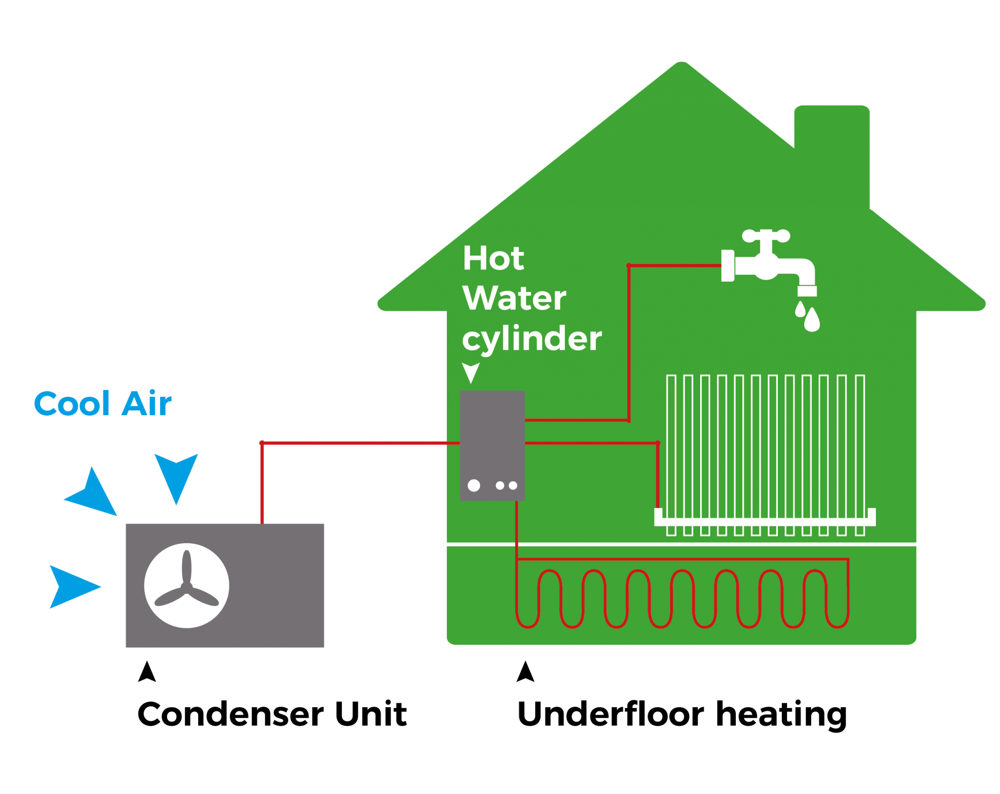 Hot
Water
cylinder
Cool Air
Condenser Unit
Underfloor heating